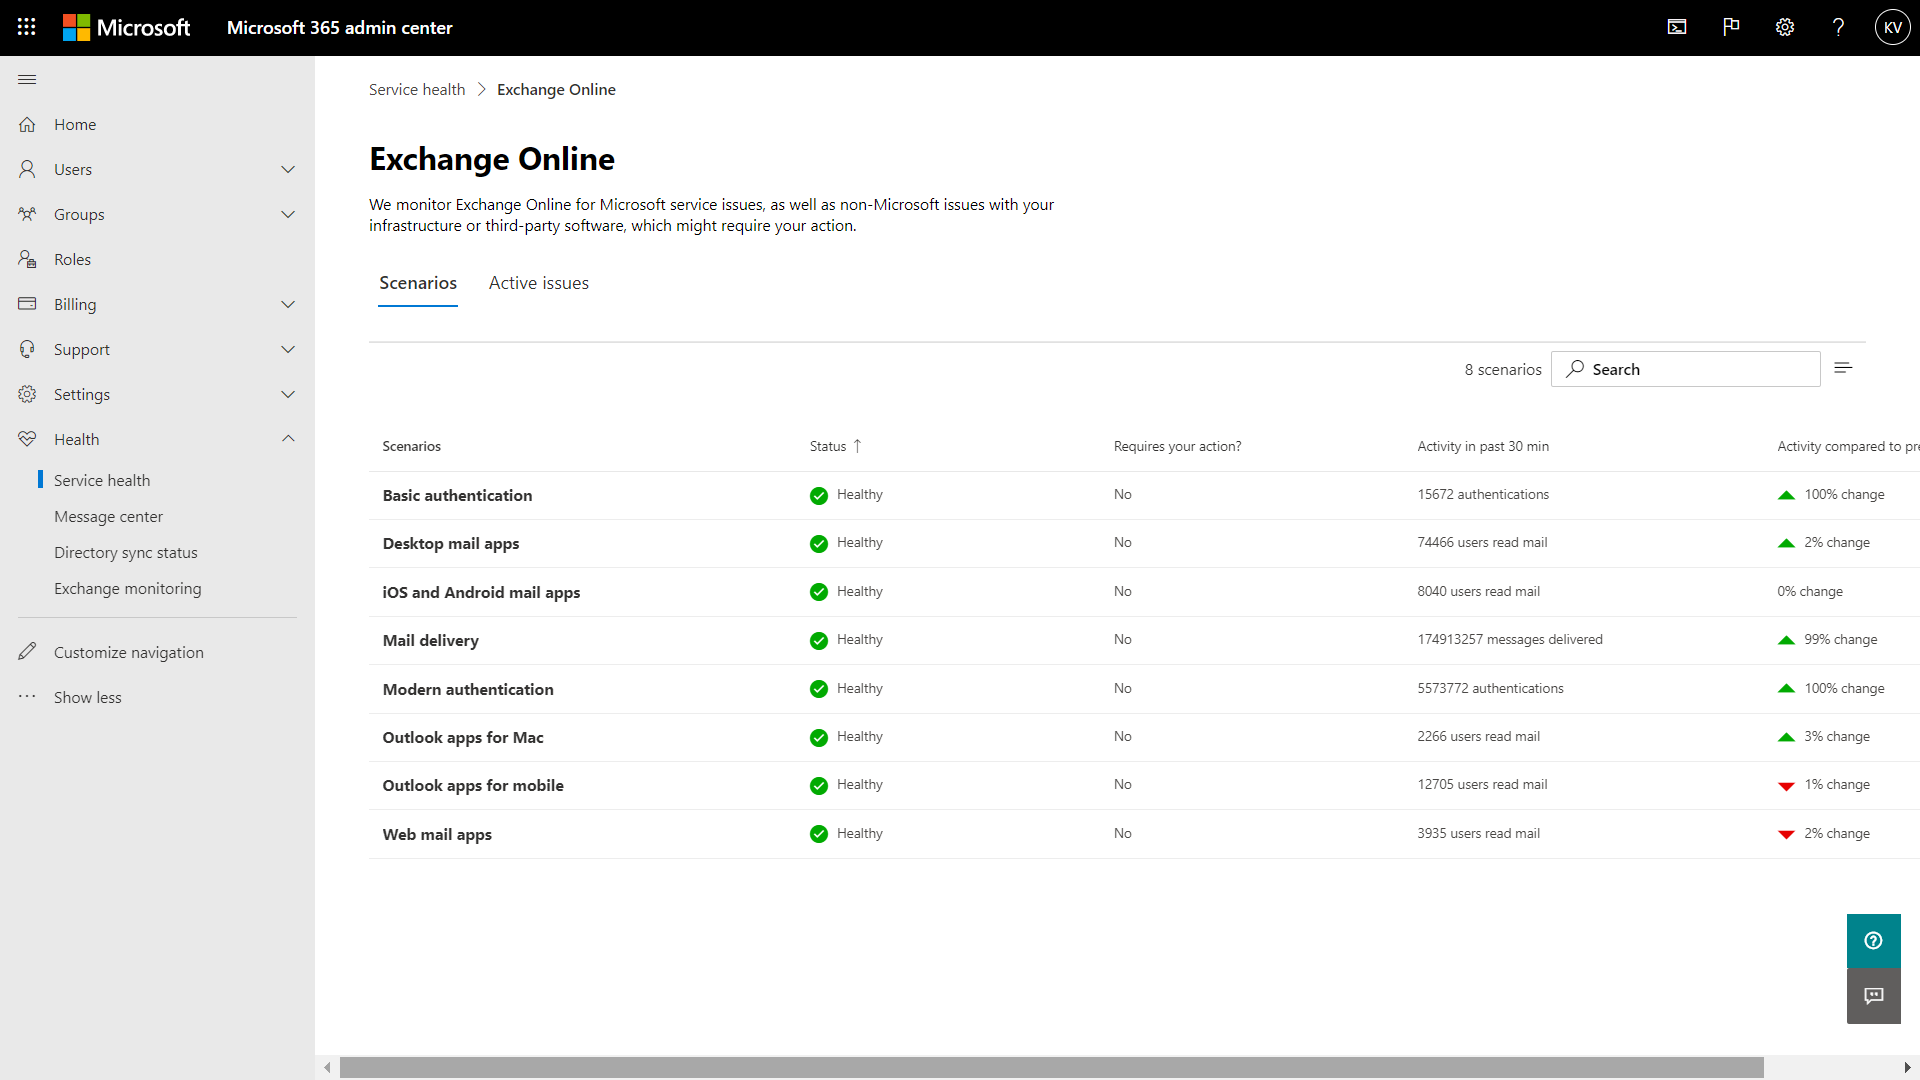 Microsoft
Microsoft 365 admin center
KV
Home
Users
Groups
Roles
Billing
Support
Settings
Health
Service health
Message center
Directory sync status
Exchange monitoring
Customize navigation
Show less
Service health > Exchange Online
Exchange Online
We monitor Exchange Online for Microsoft service issues, as well as non-Microsoft issues with your
infrastructure or third-party software, which might require your action.
Scenarios Active issues
8 scenarios Search
Scenarios Status ↑ Requires your action? Activity in past 30 min Activity compared to pre
Basic authentication Healthy No 15672 authentications 100% change
Desktop mail apps Healthy No 74466 users read mail 2% change
iOS and Android mail apps Healthy No 8040 users read mail 0% change
Mail delivery Healthy No 174913257 messages delivered 99% change
Modern authentication Healthy No 5573772 authentications 100% change
Outlook apps for Mac Healthy No 2266 users read mail 3% change
Outlook apps for mobile Healthy No 12705 users read mail 1% change
Web mail apps Healthy No 3935 users read mail 2% change